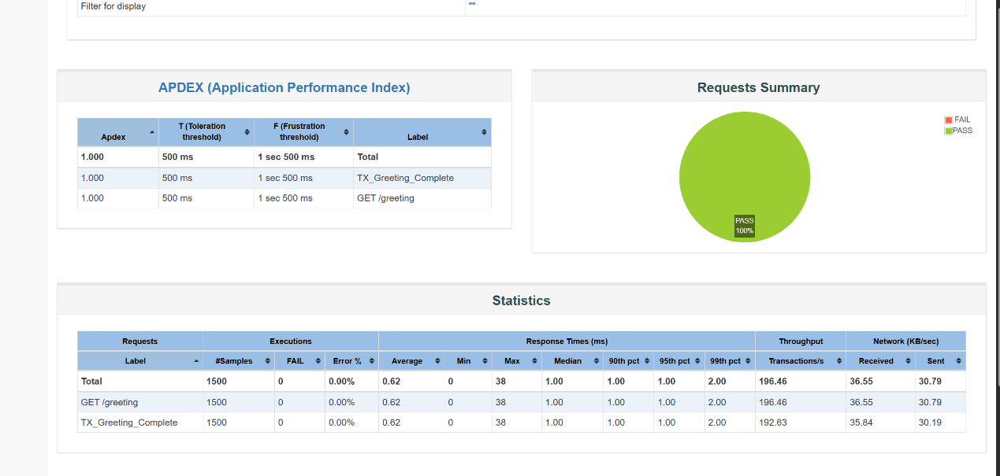 Filter for display ""
APDEX (Application Performance Index)
Apdex T (Toleration threshold) F (Frustration threshold) Label
1.000 500 ms 1 sec 500 ms Total
1.000 500 ms 1 sec 500 ms TX_Greeting_Complete
1.000 500 ms 1 sec 500 ms GET /greeting
Requests Summary
FAIL
PASS
PASS
100%
Statistics
Requests Executions Response Times (ms) Throughput Network (KB/sec)
Label #Samples FAIL Error % Average Min Max Median 90th pct 95th pct 99th pct Transactions/s Received Sent
Total 1500 0 0.00% 0.62 0 38 1.00 1.00 1.00 2.00 196.46 36.55 30.79
GET /greeting 1500 0 0.00% 0.62 0 38 1.00 1.00 1.00 2.00 196.46 36.55 30.79
TX_Greeting_Complete 1500 0 0.00% 0.62 0 38 1.00 1.00 1.00 2.00 192.63 35.84 30.19